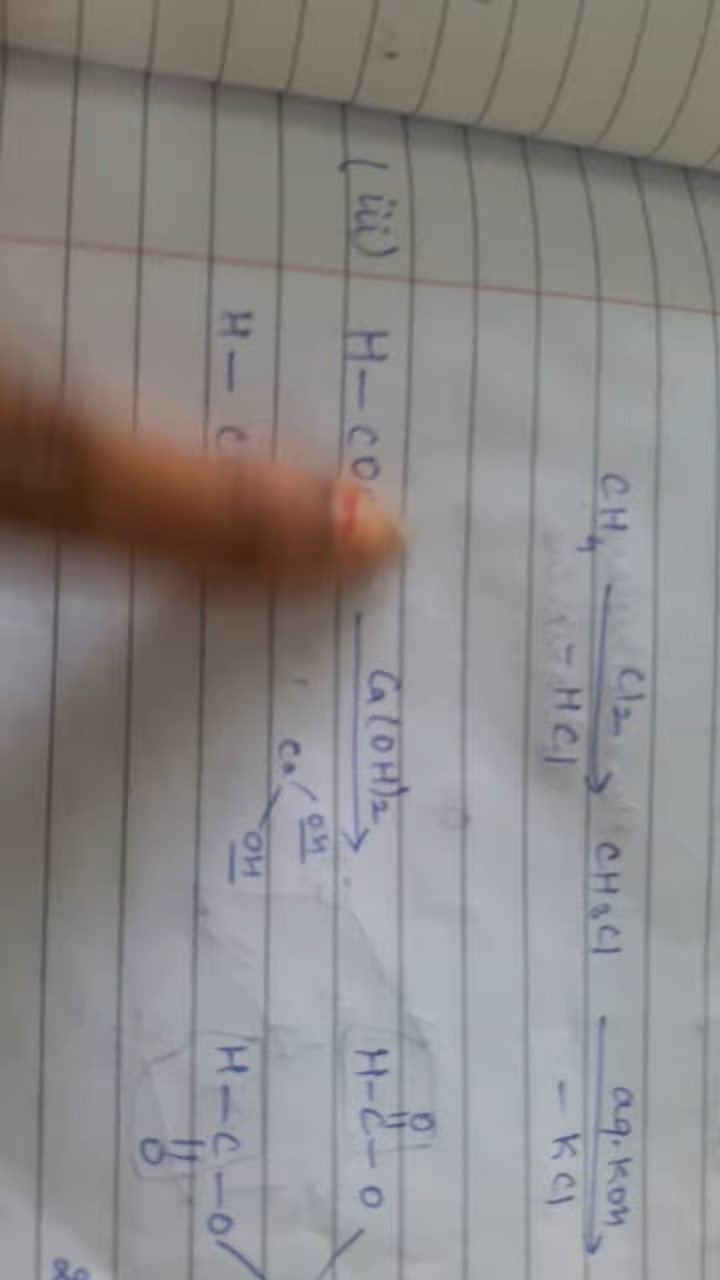 CH4 → Cl2 - HCl CH3Cl → aq. KOH - KCl
(iii) H - CO → Ca(OH)2 H - C - O
O
Ca OH OH
H - C H - C - O
O